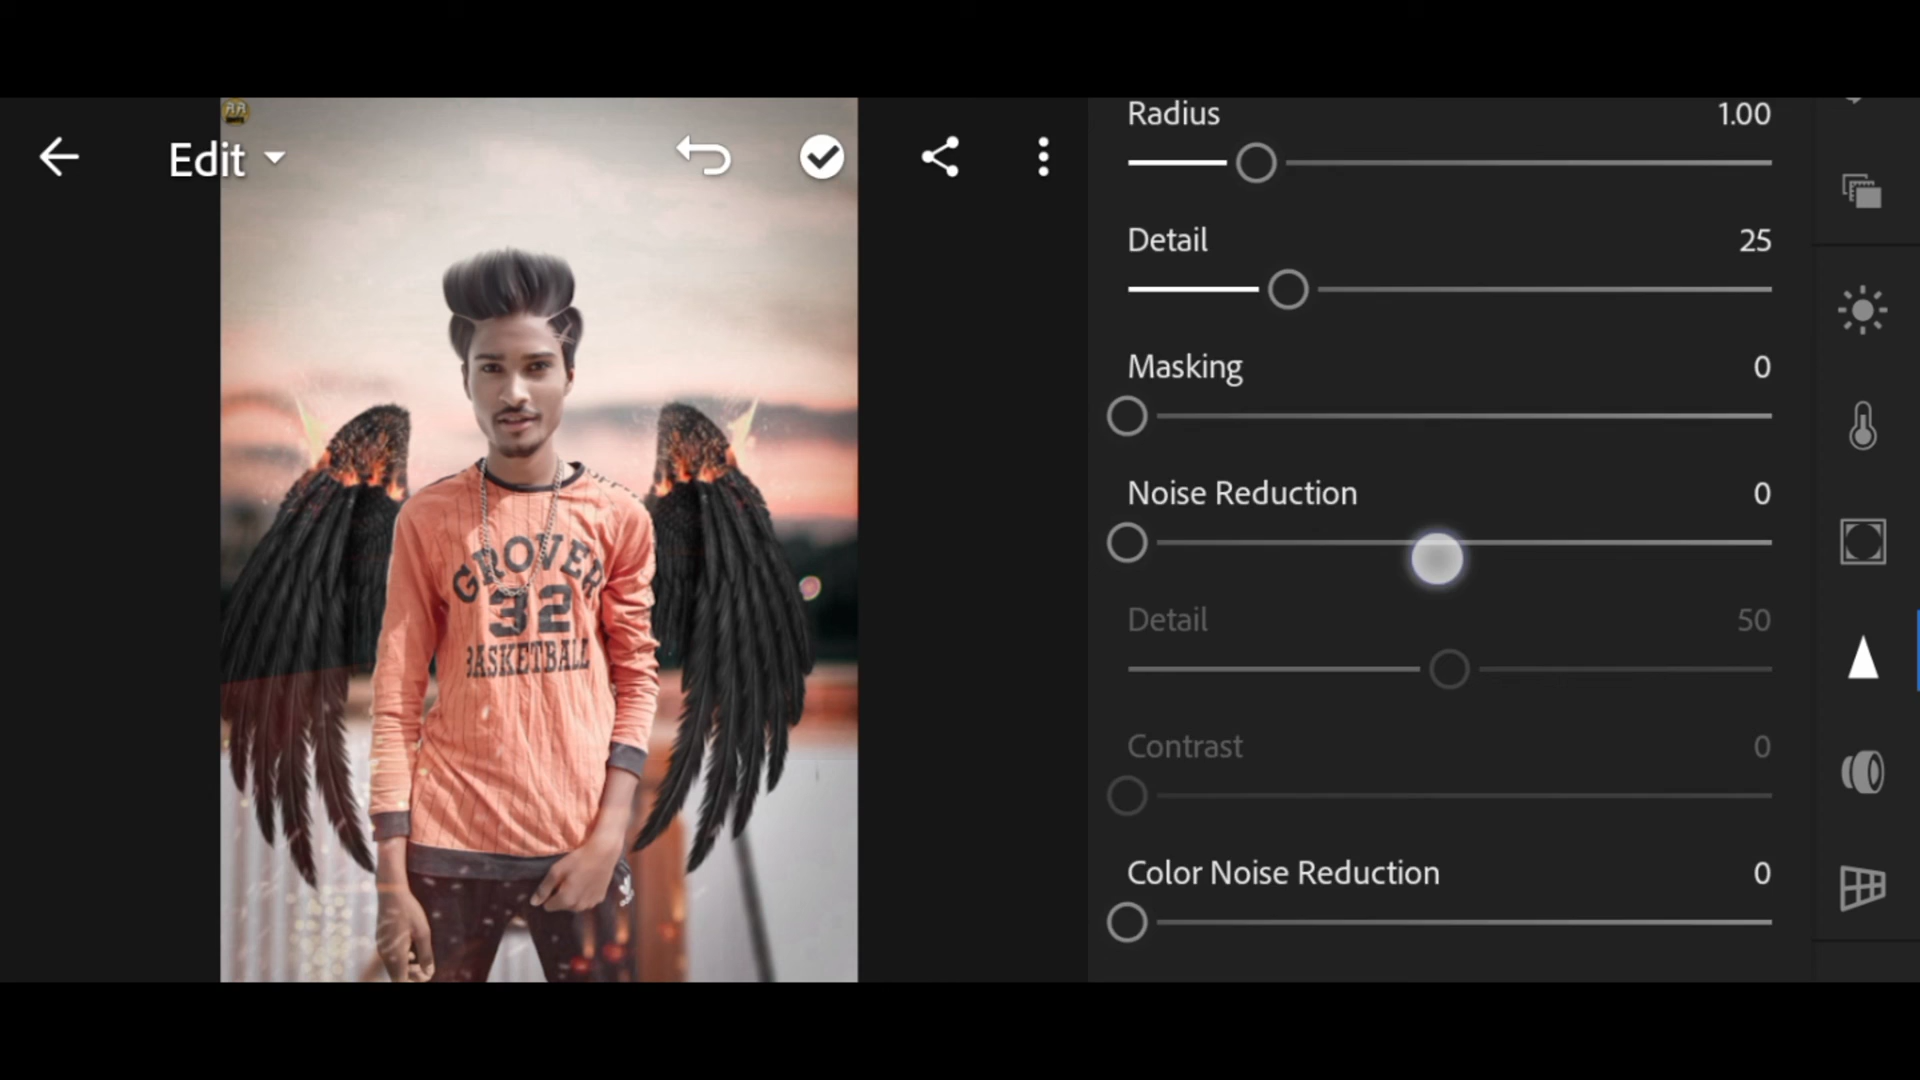 Edit
Radius 1.00
Detail 25
Masking 0
Noise Reduction 0
Detail 50
Contrast 0
Color Noise Reduction 0
GROVER
32
BASKETBALL